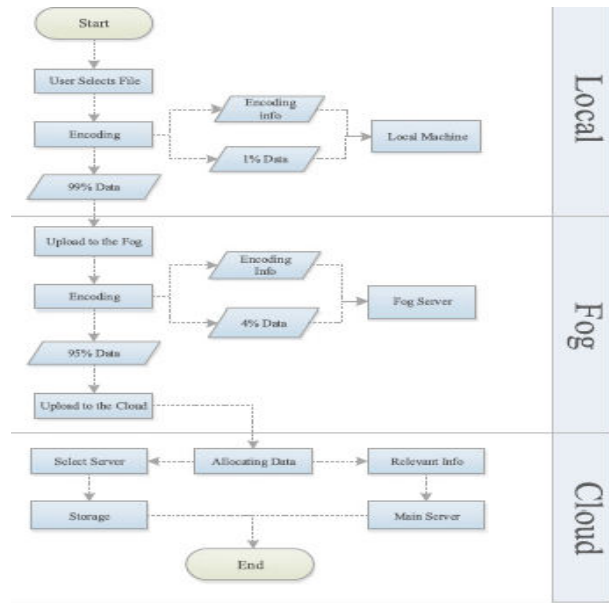 Start
User Selects File
Encoding
Encoding
info
1% Data
Local Machine
99% Data
Local
Upload to the Fog
Encoding
Encoding
Info
4% Data
Fog Server
95% Data
Upload to the Cloud
Fog
Select Server
Allocating Data
Relevant Info
Storage
Main Server
End
Cloud